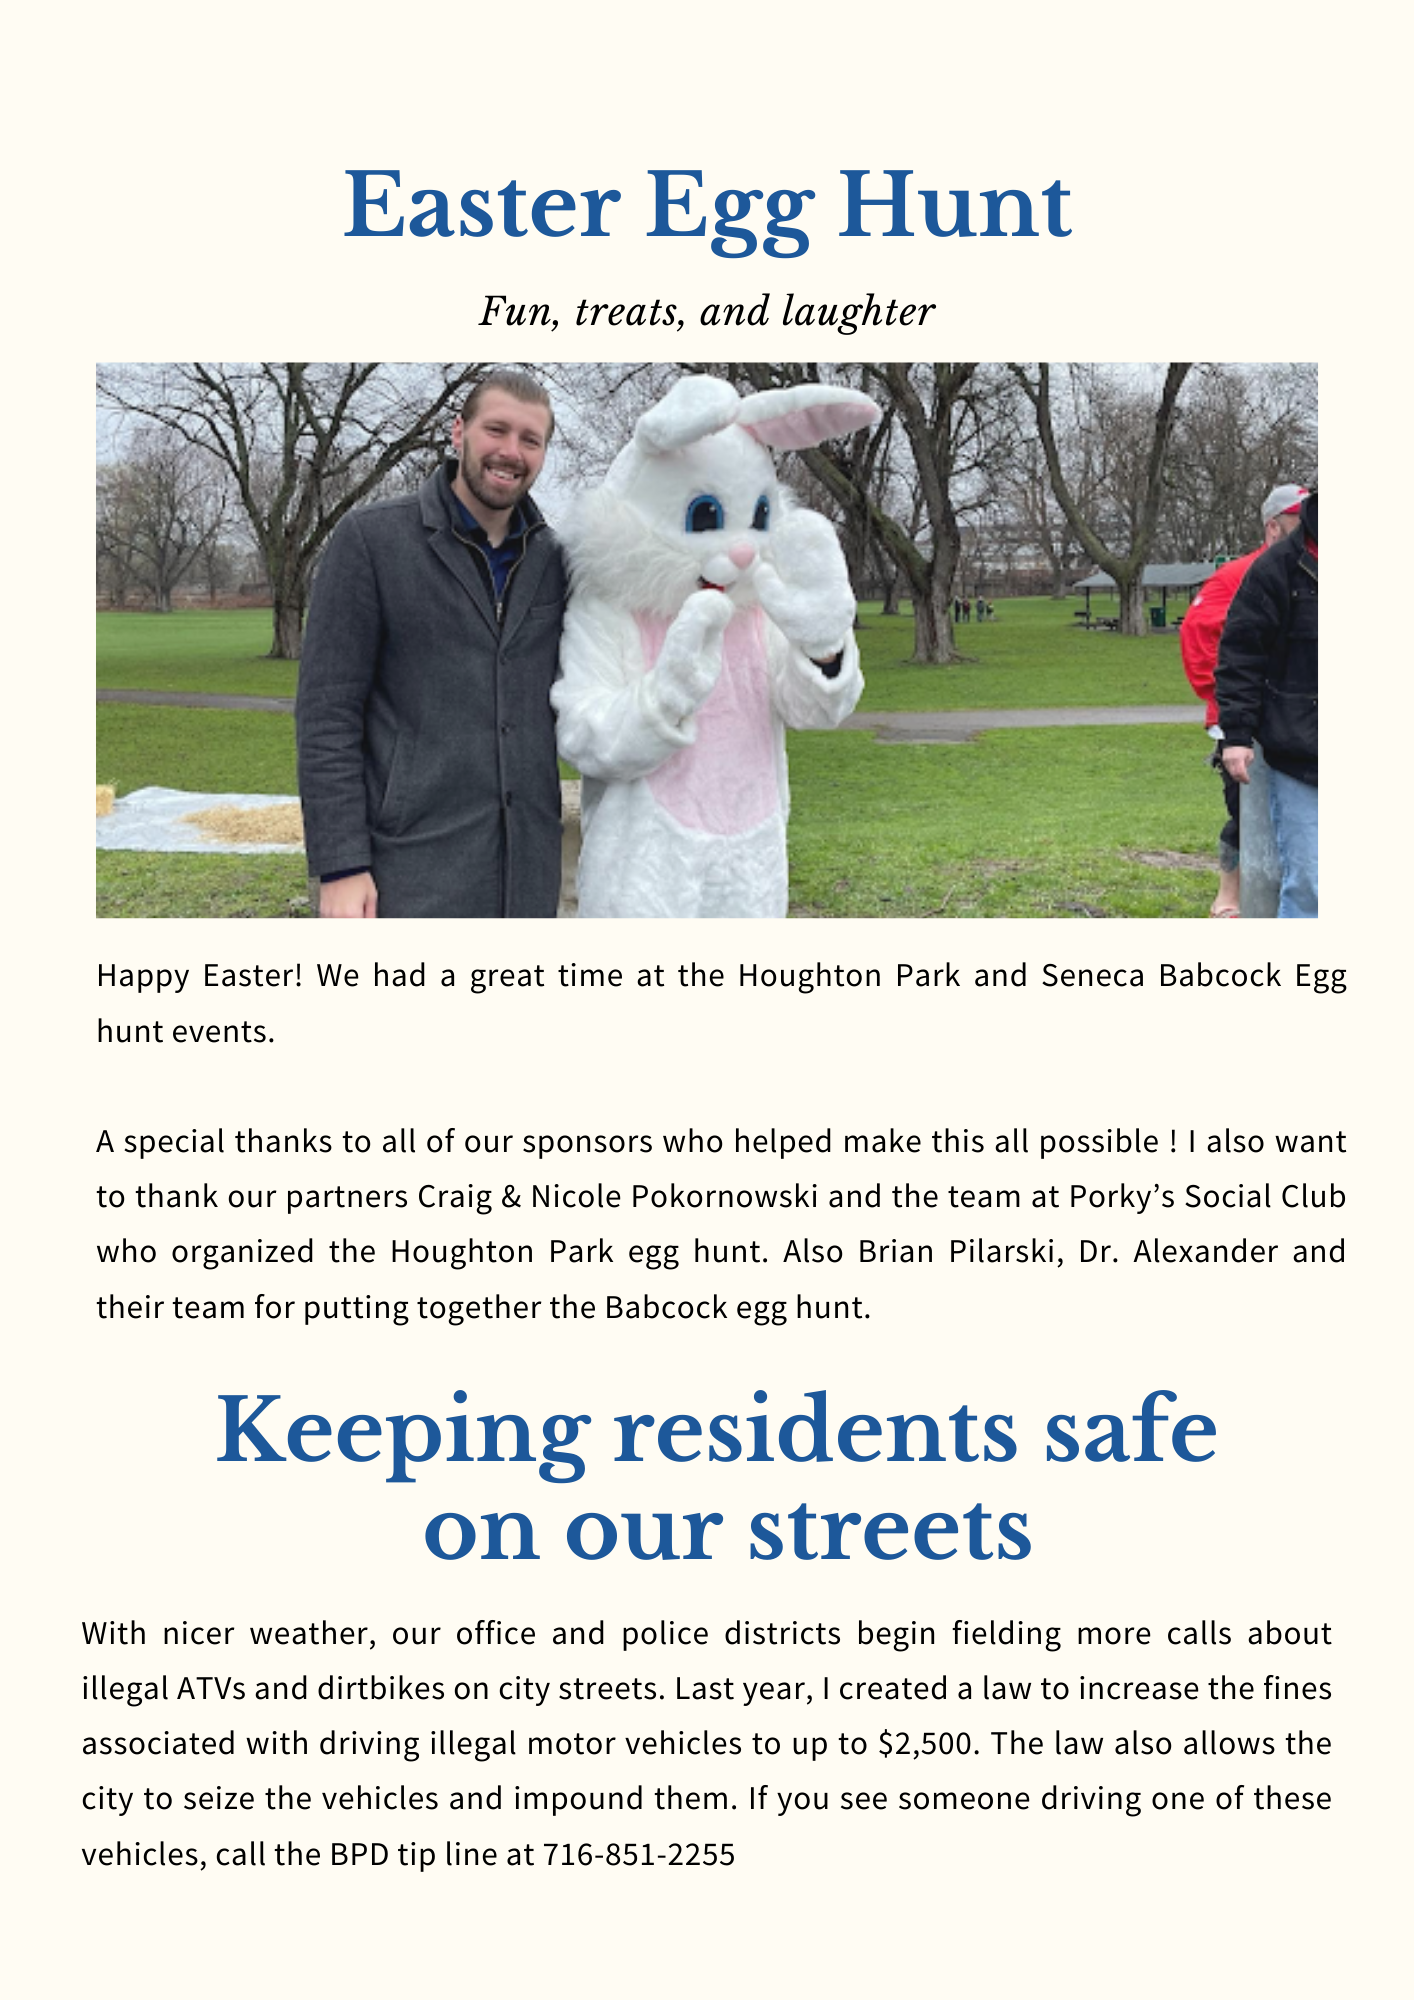 Easter Egg Hunt
Fun, treats, and laughter
Happy Easter! We had a great time at the Houghton Park and Seneca Babcock Egg
hunt events.
A special thanks to all of our sponsors who helped make this all possible ! I also want
to thank our partners Craig & Nicole Pokornowski and the team at Porky’s Social Club
who organized the Houghton Park egg hunt. Also Brian Pilarski, Dr. Alexander and
their team for putting together the Babcock egg hunt.
Keeping residents safe
on our streets
With nicer weather, our office and police districts begin fielding more calls about
illegal ATVs and dirtbikes on city streets. Last year, I created a law to increase the fines
associated with driving illegal motor vehicles to up to $2,500. The law also allows the
city to seize the vehicles and impound them. If you see someone driving one of these
vehicles, call the BPD tip line at 716-851-2255